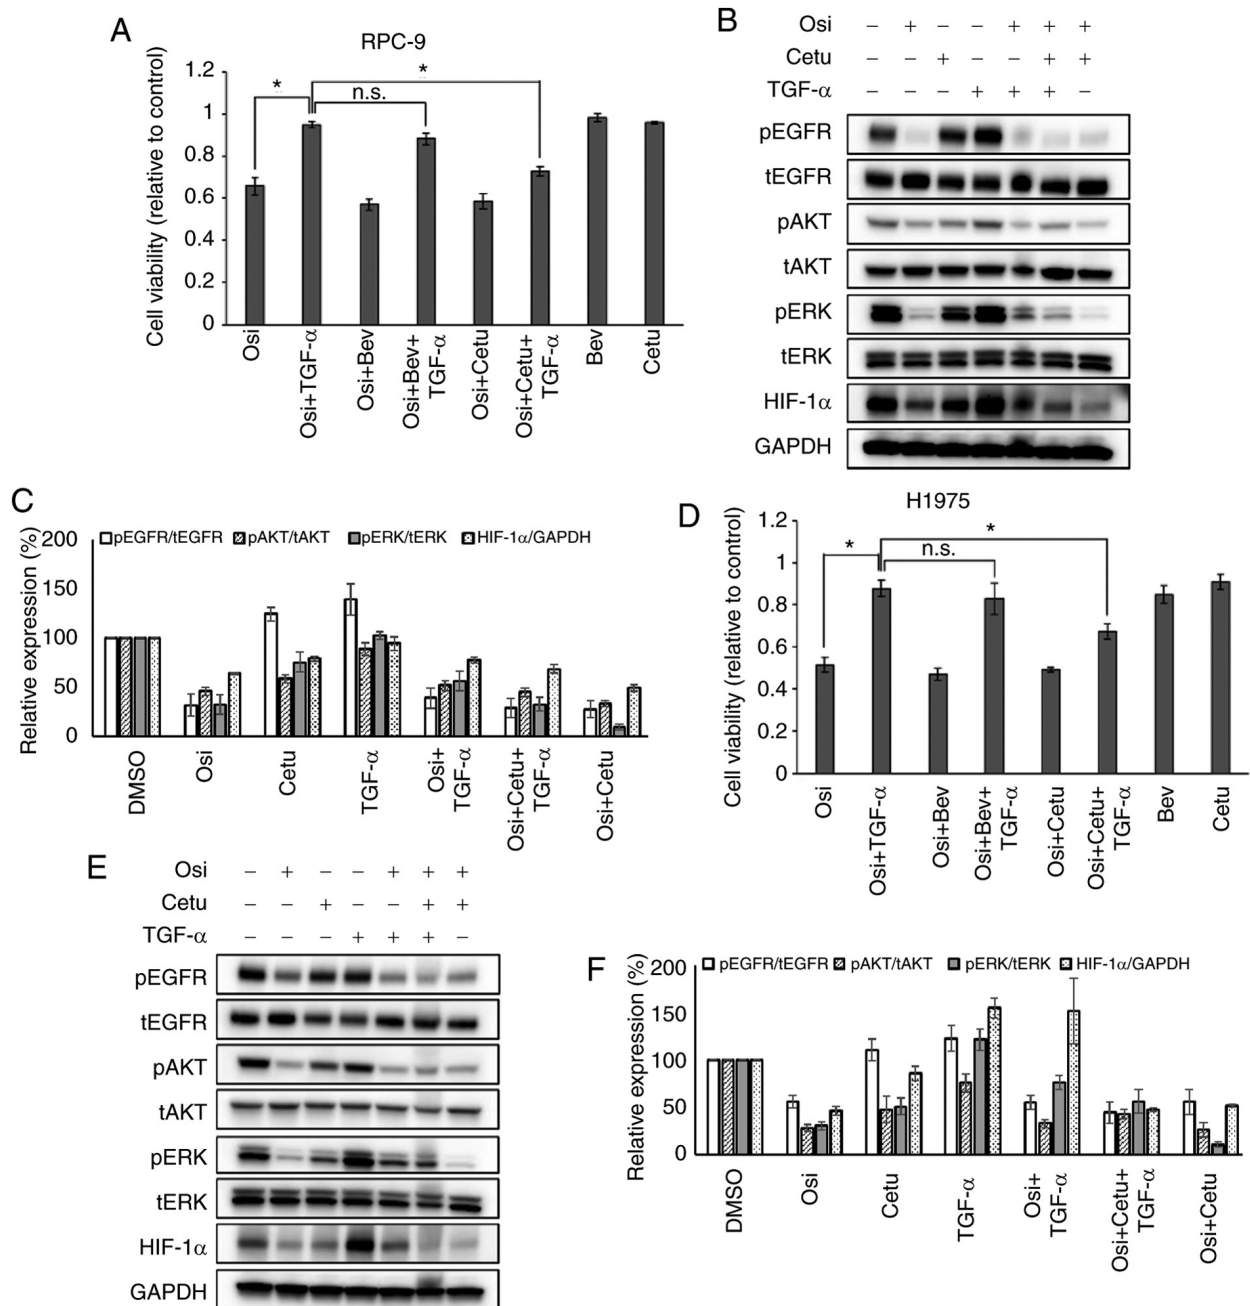 A
RPC-9
Cell viability (relative to control)
1.2
1
0.8
0.6
0.4
0.2
0
*
*
n.s.
Osi
Osi+TGF-α
Osi+Bev
Osi+Bev+
TGF-α
Osi+Cetu
Osi+Cetu+
TGF-α
Bev
Cetu
B
Osi − + − − + + +
Cetu − − + − − + +
TGF-α − − − + + + −
pEGFR
tEGFR
pAKT
tAKT
pERK
tERK
HIF-1α
GAPDH
C
Relative expression (%)
pEGFR/tEGFR pAKT/tAKT pERK/tERK HIF-1α/GAPDH
200
150
100
50
0
DMSO
Osi
Cetu
TGF-α
Osi+
TGF-α
Osi+Cetu+
TGF-α
Osi+Cetu
D
H1975
Cell viability (relative to control)
1.2
1
0.8
0.6
0.4
0.2
0
*
*
n.s.
Osi
Osi+TGF-α
Osi+Bev
Osi+Bev+
TGF-α
Osi+Cetu
Osi+Cetu+
TGF-α
Bev
Cetu
E
Osi − + − − + + +
Cetu − − + − − + +
TGF-α − − − + + + −
pEGFR
tEGFR
pAKT
tAKT
pERK
tERK
HIF-1α
GAPDH
F
Relative expression (%)
pEGFR/tEGFR pAKT/tAKT pERK/tERK HIF-1α/GAPDH
200
150
100
50
0
DMSO
Osi
Cetu
TGF-α
Osi+
TGF-α
Osi+Cetu+
TGF-α
Osi+Cetu